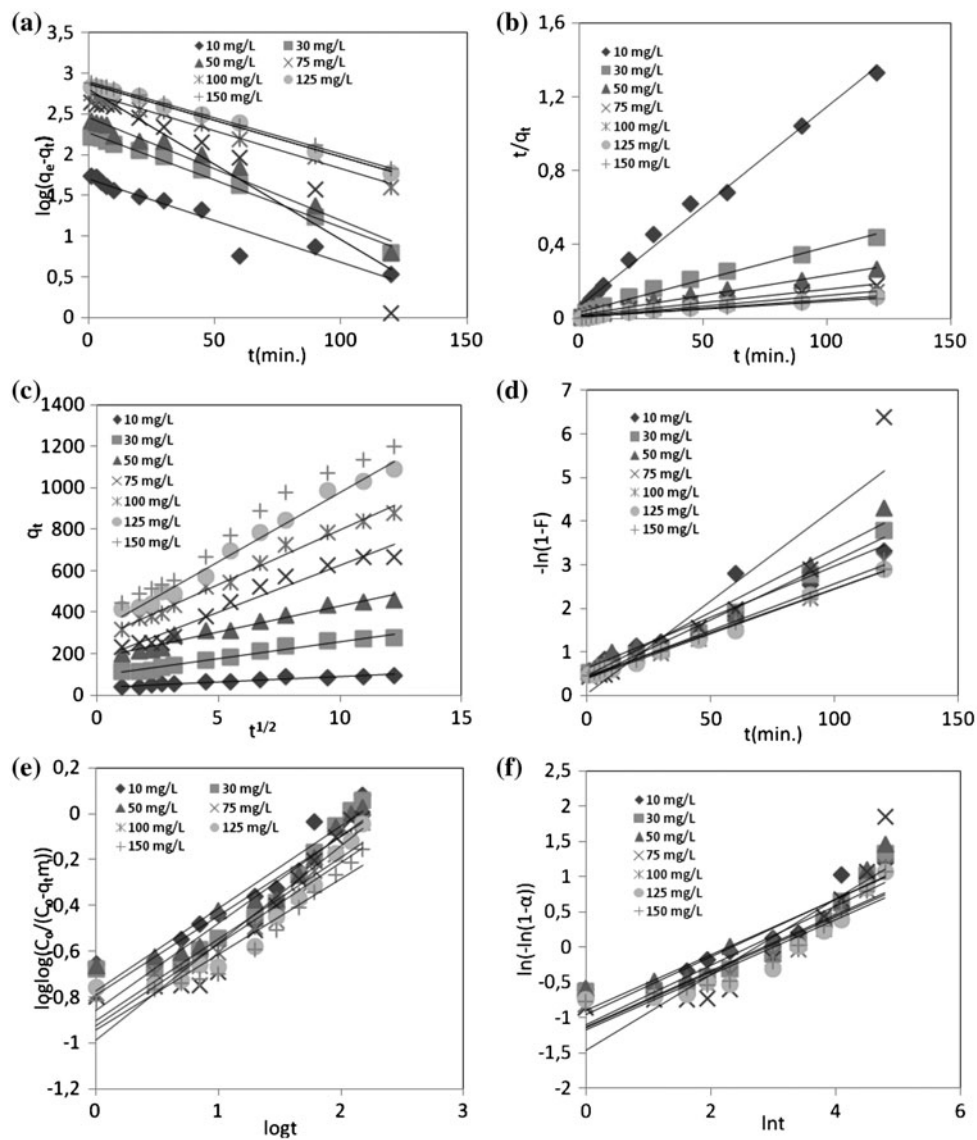 (a)
3,5
3
2,5
2
1,5
1
0,5
0
log(qe-qt)
10 mg/L
30 mg/L
50 mg/L
75 mg/L
100 mg/L
125 mg/L
150 mg/L
0
50
100
150
t(min.)
(b)
1,6
1,2
0,8
0,4
0
t/qt
10 mg/L
30 mg/L
50 mg/L
75 mg/L
100 mg/L
125 mg/L
150 mg/L
0
50
100
150
t (min.)
(c)
1400
1200
1000
800
600
400
200
0
qt
10 mg/L
30 mg/L
50 mg/L
75 mg/L
100 mg/L
125 mg/L
150 mg/L
0
5
10
15
t1/2
(d)
7
6
5
4
3
2
1
0
-ln(1-F)
10 mg/L
30 mg/L
50 mg/L
75 mg/L
100 mg/L
125 mg/L
150 mg/L
0
50
100
150
t(min.)
(e)
0,2
0
-0,2
-0,4
-0,6
-0,8
-1
-1,2
10 mg/L
30 mg/L
50 mg/L
75 mg/L
100 mg/L
125 mg/L
150 mg/L
0
1
2
3
logt
(f)
2,5
2
1,5
1
0,5
0
-0,5
-1
-1,5
-2
ln(-ln(1-α))
10 mg/L
30 mg/L
50 mg/L
75 mg/L
100 mg/L
125 mg/L
150 mg/L
0
2
4
6
lnt